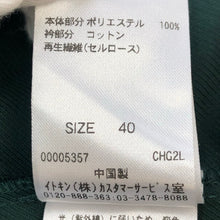 本体部分 ポリエステル 100%
衿部分 コットン
再生繊維(セルロース)
SIZE 40
00005357 CHG2L
中国製
イトキン(株)カスタマーサービス室
0120-888-363・03-3478-8088